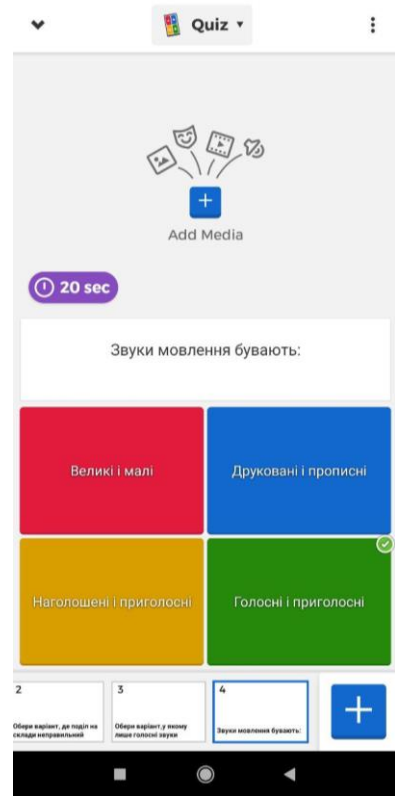 Quiz
Add Media
20 sec
Звуки мовлення бувають:
Великі і малі
Друковані і прописні
Наголошені і приголосні
Голосні і приголосні
2
Обери варіант, де поділ на
склади неправильний
3
Обери варіант,у якому
лише голосні звуки
4
Звуки мовлення бувають: